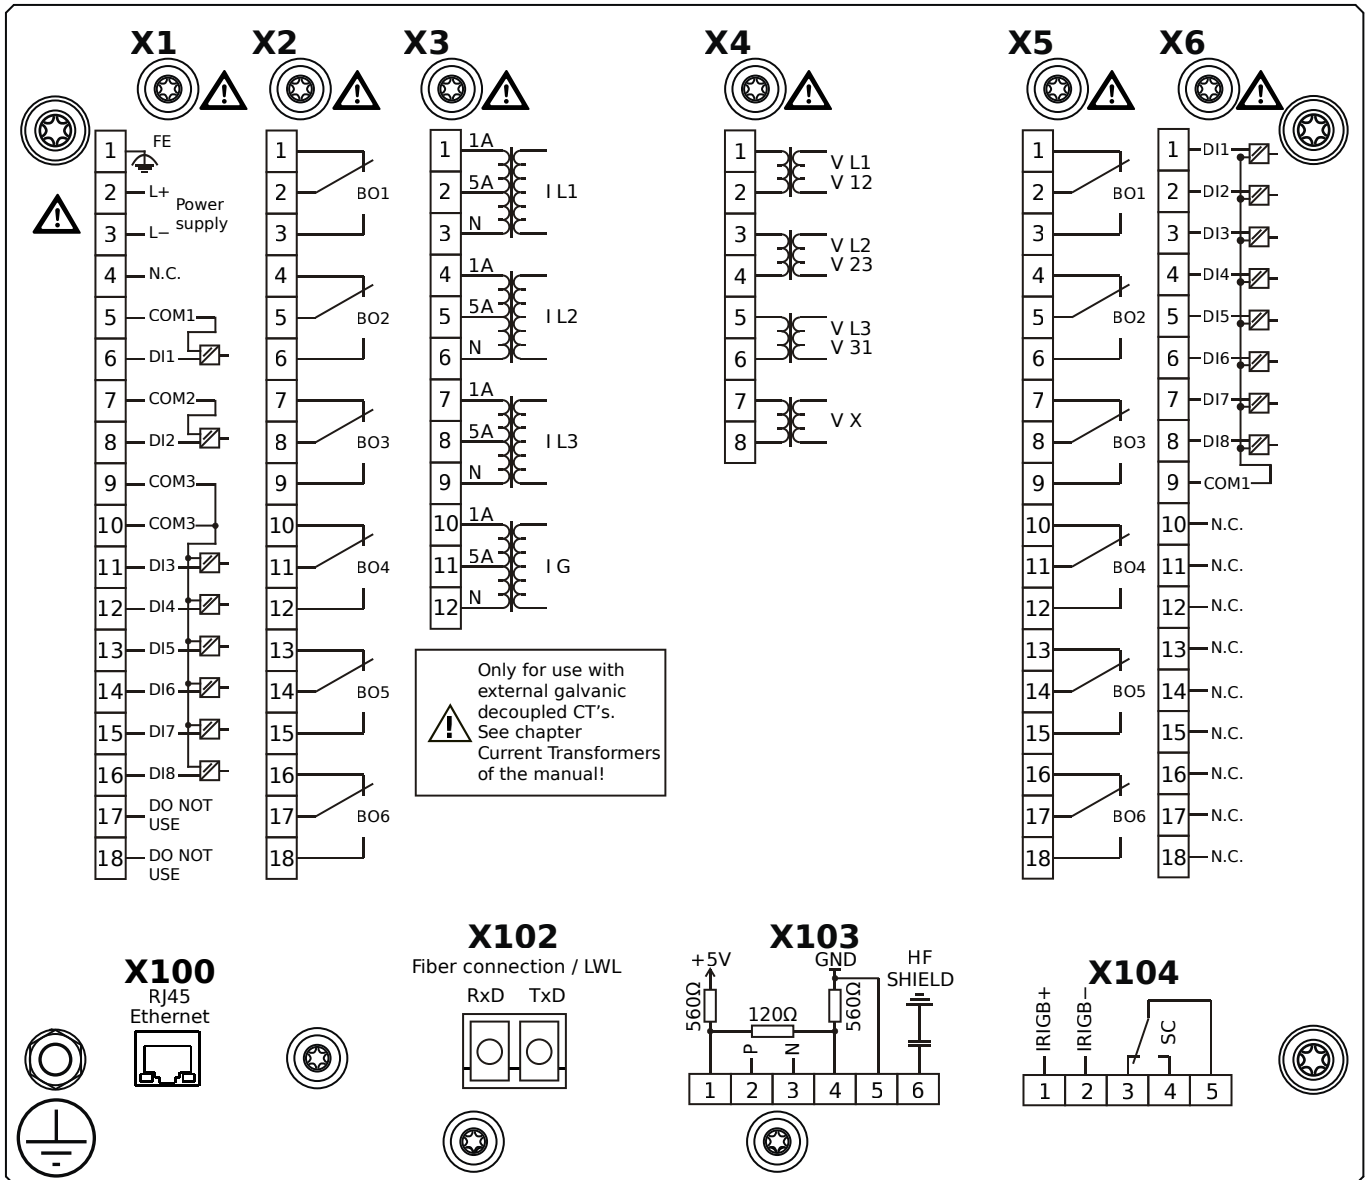 X1 X2 X3 X4 X5 X6
1 FE
2 L+
Power
supply
3 L−
4 N.C.
5 COM1
6 DI1
7 COM2
8 DI2
9 COM3
10 COM3
11 DI3
12 DI4
13 DI5
14 DI6
15 DI7
16 DI8
17 DO NOT
USE
18 DO NOT
USE
1
2 BO1
3
4
5 BO2
6
7
8 BO3
9
10
11 BO4
12
13
14 BO5
15
16
17 BO6
18
1 1A
2 5A I L1
3 N
4 1A
5 5A I L2
6 N
7 1A
8 5A I L3
9 N
10 1A
11 5A I G
12 N
Only for use with
external galvanic
decoupled CT's.
See chapter
Current Transformers
of the manual!
1 V L1
2 V 12
3 V L2
4 V 23
5 V L3
6 V 31
7 V X
8
1
2 BO1
3
4
5 BO2
6
7
8 BO3
9
10
11 BO4
12
13
14 BO5
15
16
17 BO6
18
1 DI1
2 DI2
3 DI3
4 DI4
5 DI5
6 DI6
7 DI7
8 DI8
9 COM1
10 N.C.
11 N.C.
12 N.C.
13 N.C.
14 N.C.
15 N.C.
16 N.C.
17 N.C.
18 N.C.
X100
RJ45
Ethernet
X102
Fiber connection / LWL
RxD TxD
X103
+5V GND HF
SHIELD
560Ω 120Ω 560Ω
P N
1 2 3 4 5 6
X104
IRIGB+ IRIGB− SC
1 2 3 4 5